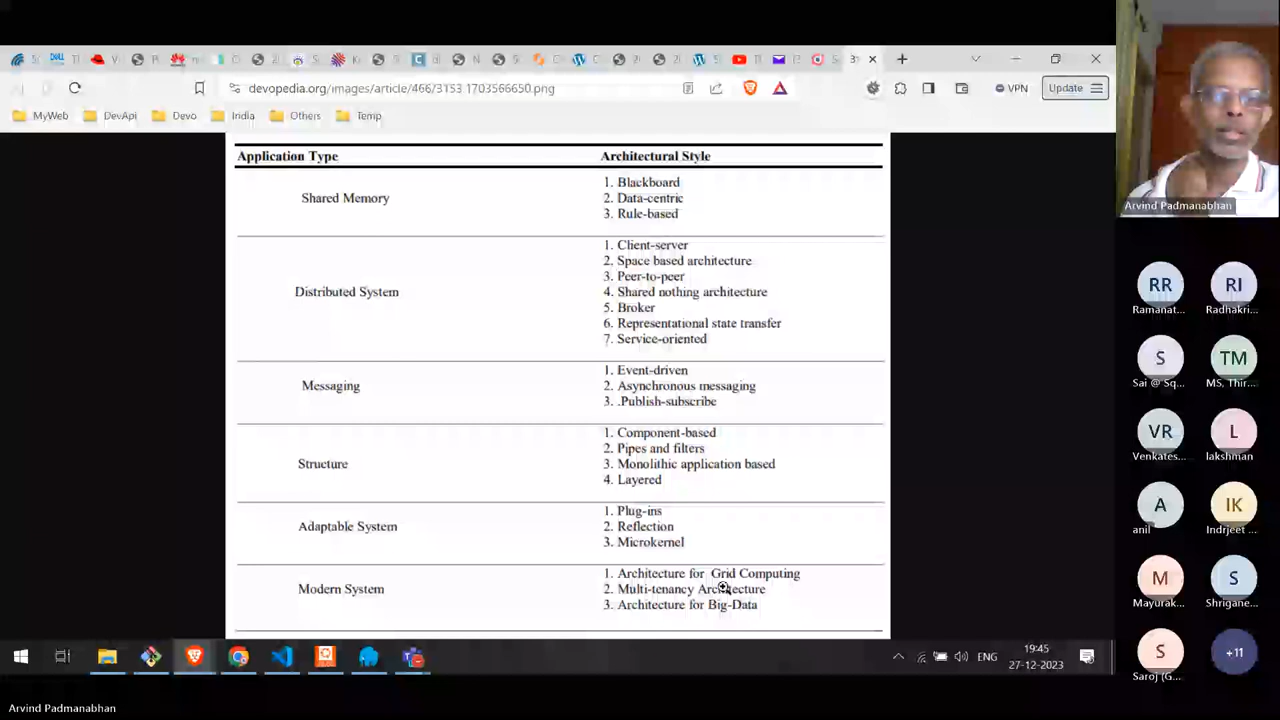 devopedia.org/images/article/466/3153 1703566650.png
VPN
Update
MyWeb
DevApi
Devo
India
Others
Temp
Application Type Architectural Style
Shared Memory
1. Blackboard
2. Data-centric
3. Rule-based
Distributed System
1. Client-server
2. Space based architecture
3. Peer-to-peer
4. Shared nothing architecture
5. Broker
6. Representational state transfer
7. Service-oriented
Messaging
1. Event-driven
2. Asynchronous messaging
3. .Publish-subscribe
Structure
1. Component-based
2. Pipes and filters
3. Monolithic application based
4. Layered
Adaptable System
1. Plug-ins
2. Reflection
3. Microkernel
Modern System
1. Architecture for Grid Computing
2. Multi-tenancy Architecture
3. Architecture for Big-Data
ENG
19:45
27-12-2023
Arvind Padmanabhan
RR RI
Ramanat... Radhakri...
S TM
Sai @ Sq... MS, Thir...
VR L
Venkates... lakshman
A IK
anil Indrjeet ...
M S
Mayurak... Shrigane...
S +11
Saroj (G...
Arvind Padmanabhan